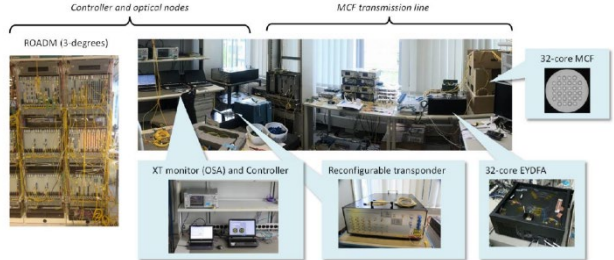 Controller and optical nodes
MCF transmission line
ROADM (3-degrees)
32-core MCF
XT monitor (OSA) and Controller
Reconfigurable transponder
32-core EYDFA